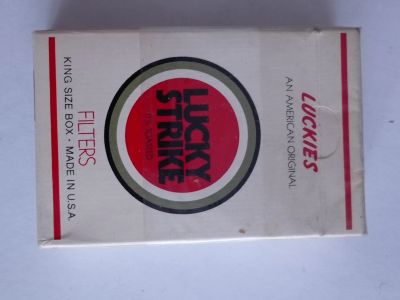 LUCKIES
AN AMERICAN ORIGINAL
LUCKY
STRIKE
"IT'S TOASTED"
FILTERS
KING SIZE BOX • MADE IN U.S.A.